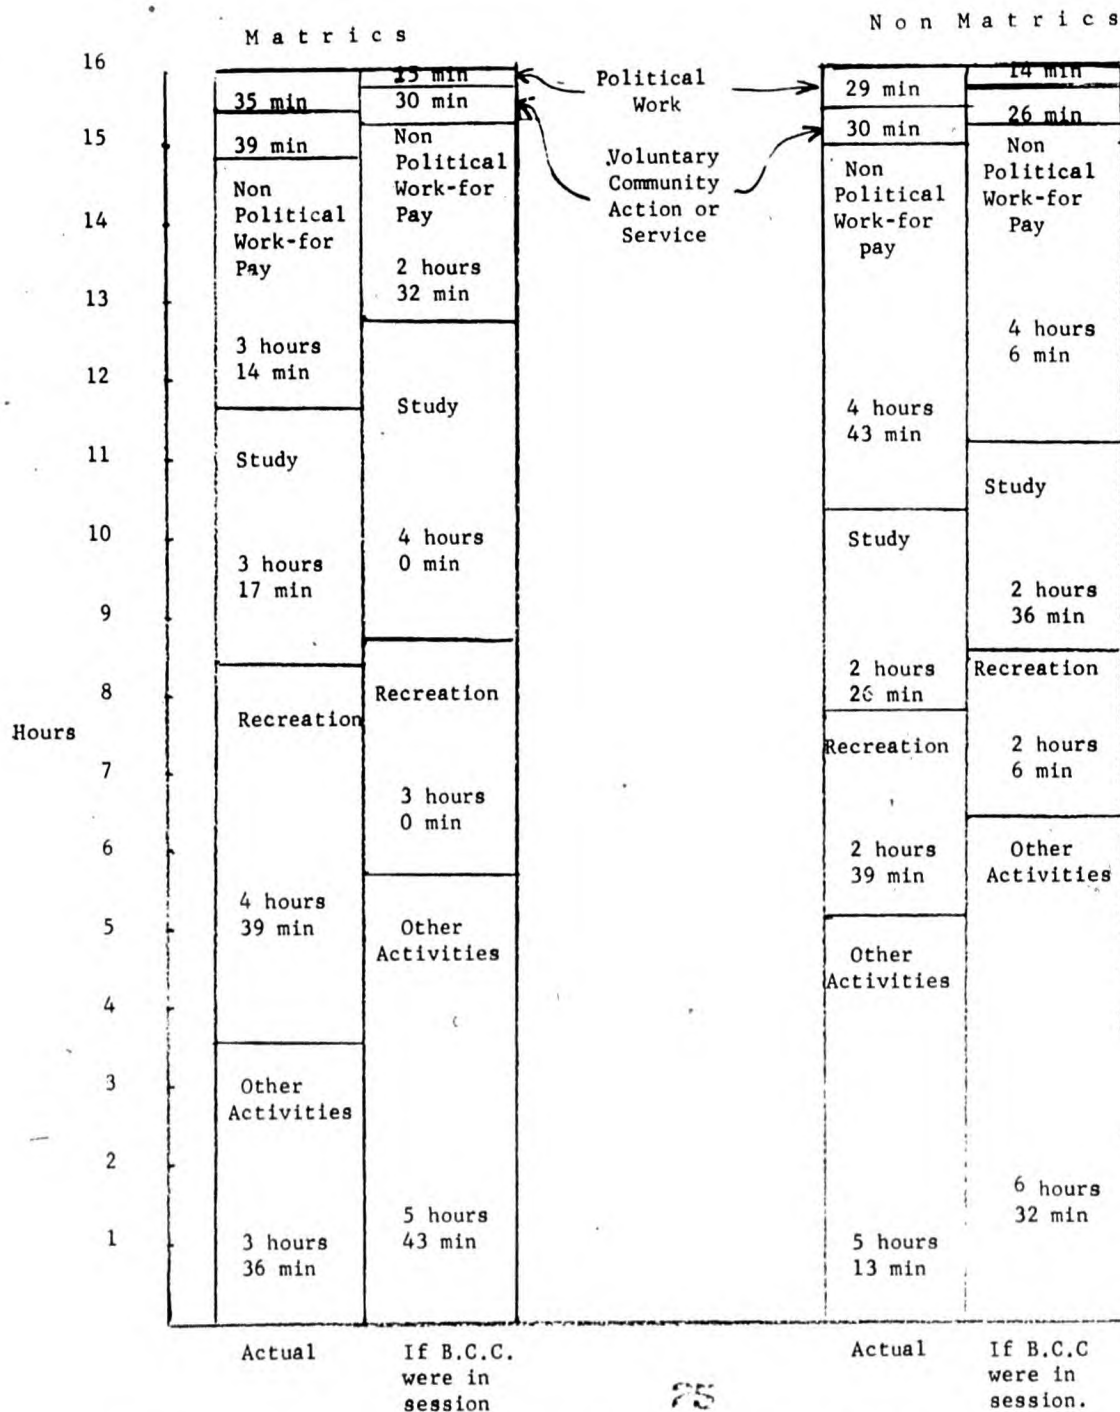 Matrics
Non Matrics
16
15
14
13
12
11
10
9
8
7
6
5
4
3
2
1
Hours
35 min
39 min
Non
Political
Work-for
Pay
3 hours
14 min
Study
3 hours
17 min
Recreation
4 hours
39 min
Other
Activities
3 hours
36 min
Actual
15 min
30 min
Non
Political
Work-for
Pay
2 hours
32 min
Study
4 hours
0 min
Recreation
3 hours
0 min
Other
Activities
5 hours
43 min
If B.C.C.
were in
session
Political
Work
Voluntary
Community
Action or
Service
29 min
30 min
Non
Political
Work-for
pay
4 hours
43 min
Study
2 hours
26 min
Recreation
2 hours
39 min
Other
Activities
5 hours
13 min
Actual
14 min
26 min
Non
Political
Work-for
Pay
4 hours
6 min
Study
2 hours
36 min
Recreation
2 hours
6 min
Other
Activities
6 hours
32 min
If B.C.C
were in
session.